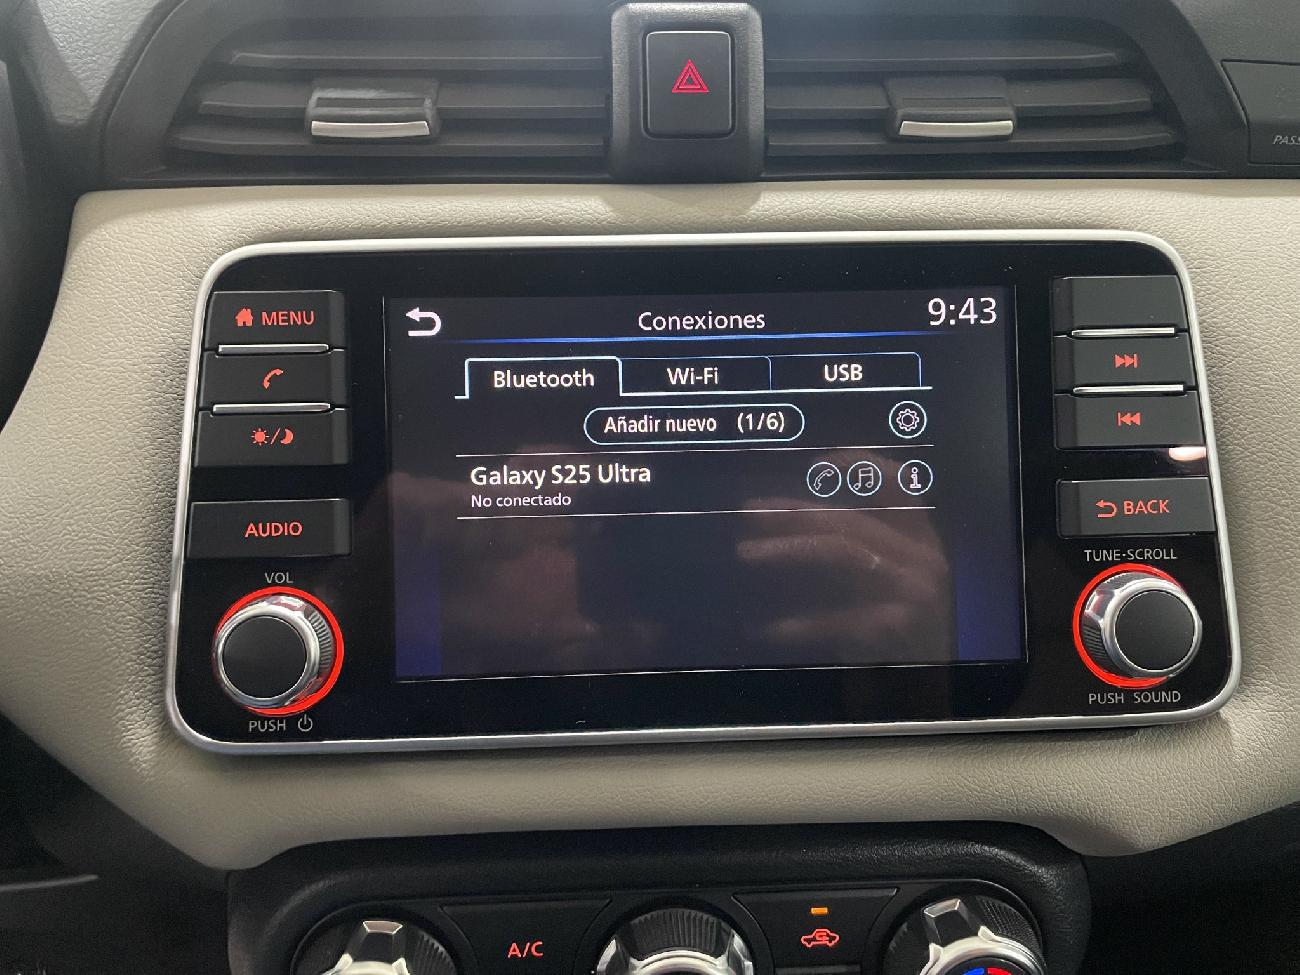 PASS
MENU
Conexiones
9:43
Bluetooth
Wi-Fi
USB
Añadir nuevo (1/6)
Galaxy S25 Ultra
No conectado
AUDIO
BACK
VOL
TUNE·SCROLL
PUSH
PUSH SOUND
A/C